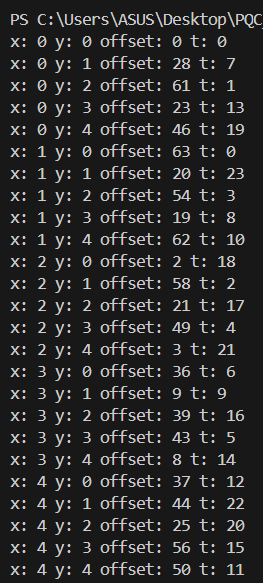 PS C:\Users\ASUS\Desktop\PQC_
x: 0 y: 0 offset: 0 t: 0
x: 0 y: 1 offset: 28 t: 7
x: 0 y: 2 offset: 61 t: 1
x: 0 y: 3 offset: 23 t: 13
x: 0 y: 4 offset: 46 t: 19
x: 1 y: 0 offset: 63 t: 0
x: 1 y: 1 offset: 20 t: 23
x: 1 y: 2 offset: 54 t: 3
x: 1 y: 3 offset: 19 t: 8
x: 1 y: 4 offset: 62 t: 10
x: 2 y: 0 offset: 2 t: 18
x: 2 y: 1 offset: 58 t: 2
x: 2 y: 2 offset: 21 t: 17
x: 2 y: 3 offset: 49 t: 4
x: 2 y: 4 offset: 3 t: 21
x: 3 y: 0 offset: 36 t: 6
x: 3 y: 1 offset: 9 t: 9
x: 3 y: 2 offset: 39 t: 16
x: 3 y: 3 offset: 43 t: 5
x: 3 y: 4 offset: 8 t: 14
x: 4 y: 0 offset: 37 t: 12
x: 4 y: 1 offset: 44 t: 22
x: 4 y: 2 offset: 25 t: 20
x: 4 y: 3 offset: 56 t: 15
x: 4 y: 4 offset: 50 t: 11